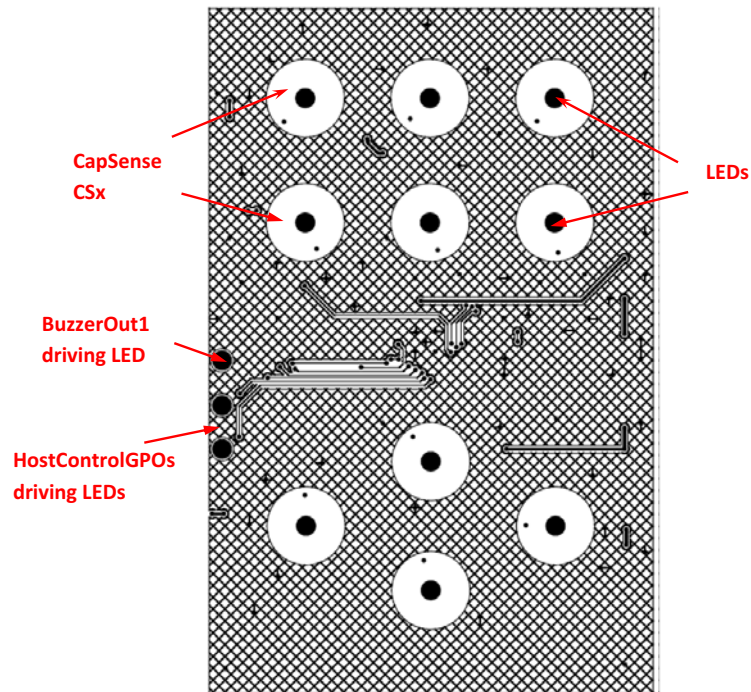 CapSense
CSx
LEDs
BuzzerOut1
driving LED
HostControlGPOs
driving LEDs